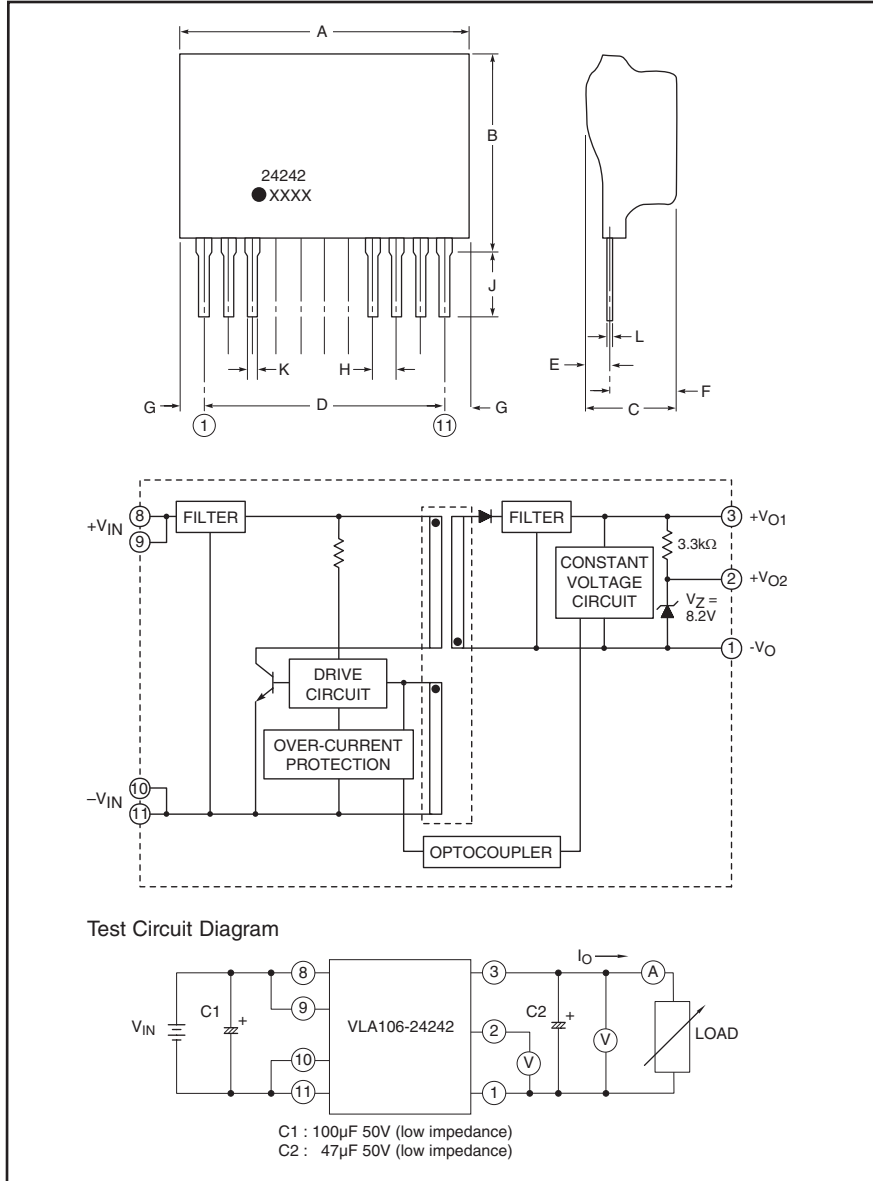 A
B
24242
●XXXX
J
K
H
L
E
G
D
G
C
F
1
11
8
+VIN
9
FILTER
FILTER
3
+VO1
3.3kΩ
CONSTANT
VOLTAGE
CIRCUIT
2
+VO2
VZ =
8.2V
1
-VO
DRIVE
CIRCUIT
OVER-CURRENT
PROTECTION
10
–VIN
11
OPTOCOUPLER
Test Circuit Diagram
IO
8
3
A
9
C1
+
VIN
VLA106-24242
2
C2
+
V
V
LOAD
10
11
1
C1 : 100µF 50V (low impedance)
C2 : 47µF 50V (low impedance)